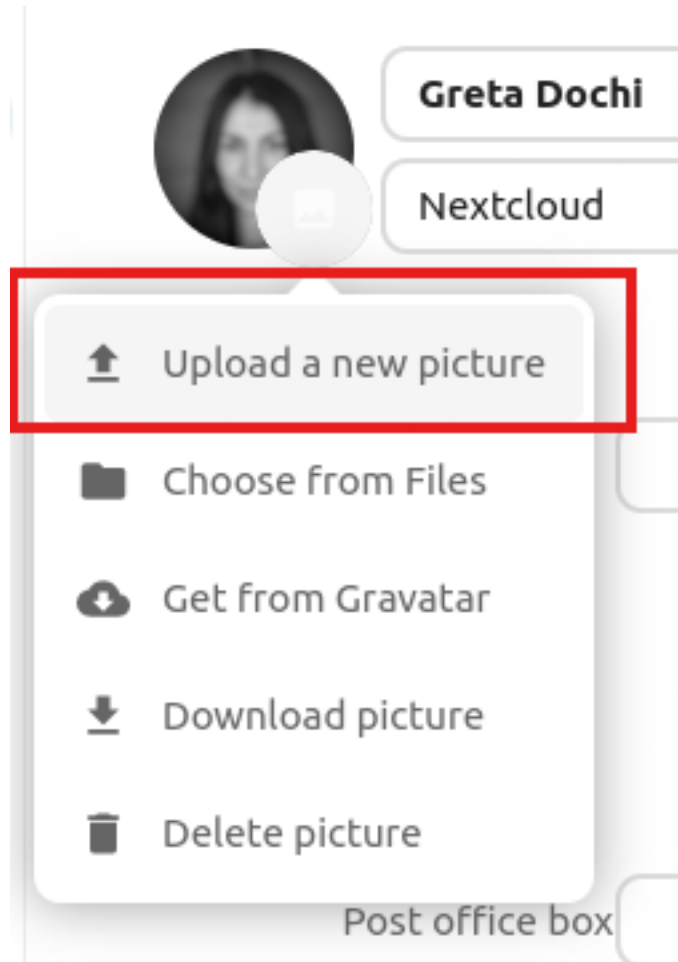 Greta Dochi
Nextcloud
Upload a new picture
Choose from Files
Get from Gravatar
Download picture
Delete picture
Post office box